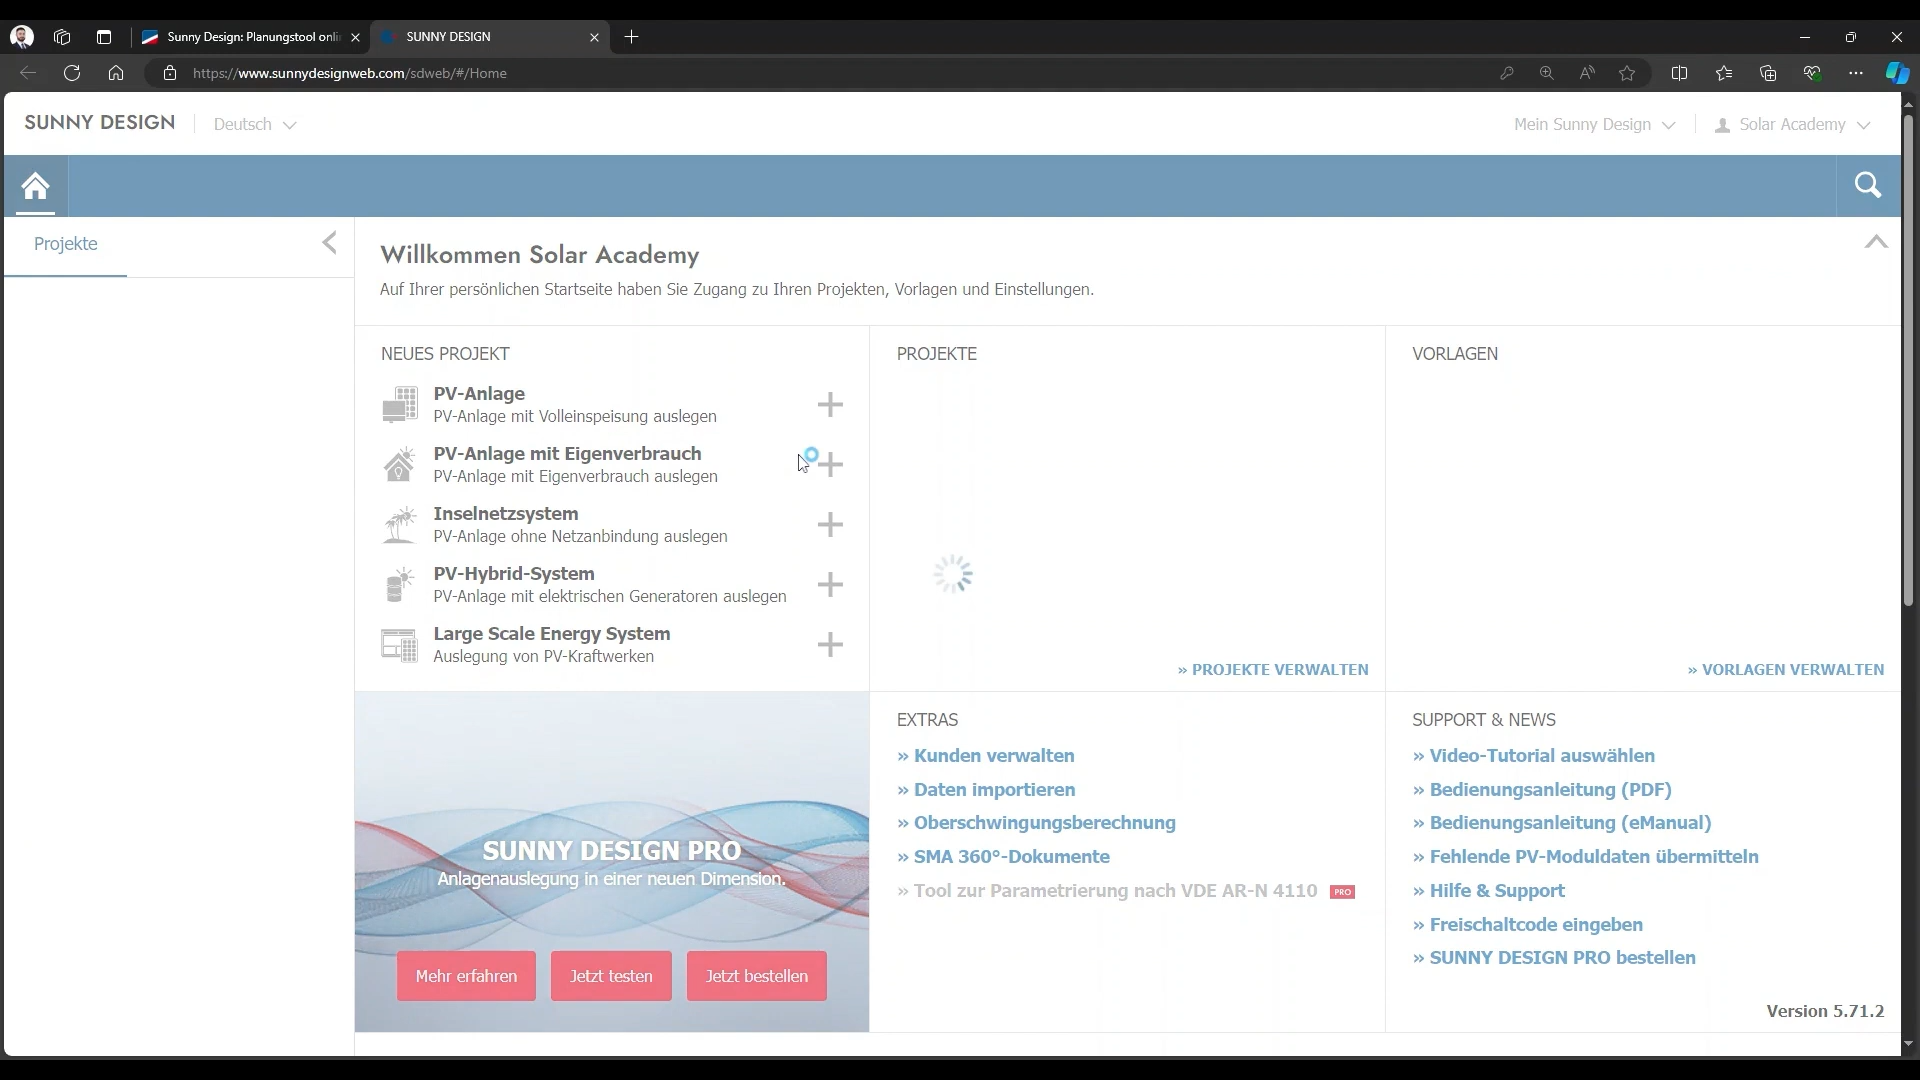 Sunny Design: Planungstool onli
SUNNY DESIGN
https://www.sunnydesignweb.com/sdweb/#/Home
SUNNY DESIGN
Deutsch
Mein Sunny Design
Solar Academy
Projekte
Willkommen Solar Academy
Auf Ihrer persönlichen Startseite haben Sie Zugang zu Ihren Projekten, Vorlagen und Einstellungen.
NEUES PROJEKT
PV-Anlage
PV-Anlage mit Volleinspeisung auslegen
PV-Anlage mit Eigenverbrauch
PV-Anlage mit Eigenverbrauch auslegen
Inselnetzsystem
PV-Anlage ohne Netzanbindung auslegen
PV-Hybrid-System
PV-Anlage mit elektrischen Generatoren auslegen
Large Scale Energy System
Auslegung von PV-Kraftwerken
PROJEKTE
» PROJEKTE VERWALTEN
VORLAGEN
» VORLAGEN VERWALTEN
SUNNY DESIGN PRO
Anlagenauslegung in einer neuen Dimension.
Mehr erfahren
Jetzt testen
Jetzt bestellen
EXTRAS
» Kunden verwalten
» Daten importieren
» Oberschwingungsberechnung
» SMA 360°-Dokumente
» Tool zur Parametrierung nach VDE AR-N 4110 PRO
SUPPORT & NEWS
» Video-Tutorial auswählen
» Bedienungsanleitung (PDF)
» Bedienungsanleitung (eManual)
» Fehlende PV-Moduldaten übermitteln
» Hilfe & Support
» Freischaltcode eingeben
» SUNNY DESIGN PRO bestellen
Version 5.71.2